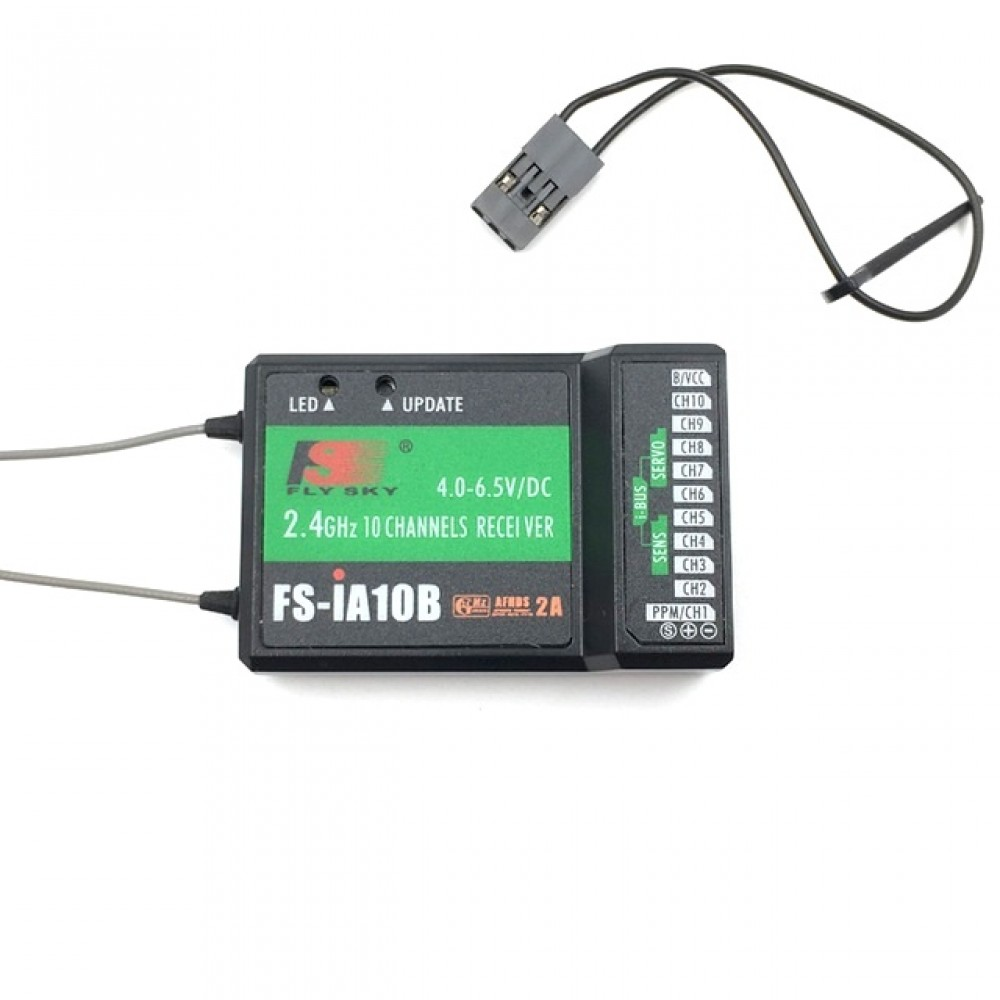 LED ▲ ▲ UPDATE
FS ®
FLY SKY
4.0-6.5V/DC
2.4GHz 10 CHANNELS RECEIVER
FS-iA10B
AFHDS
2A
i-BUS
SERVO
SENS
B/VCC
CH10
CH9
CH8
CH7
CH6
CH5
CH4
CH3
CH2
PPM/CH1
S + -